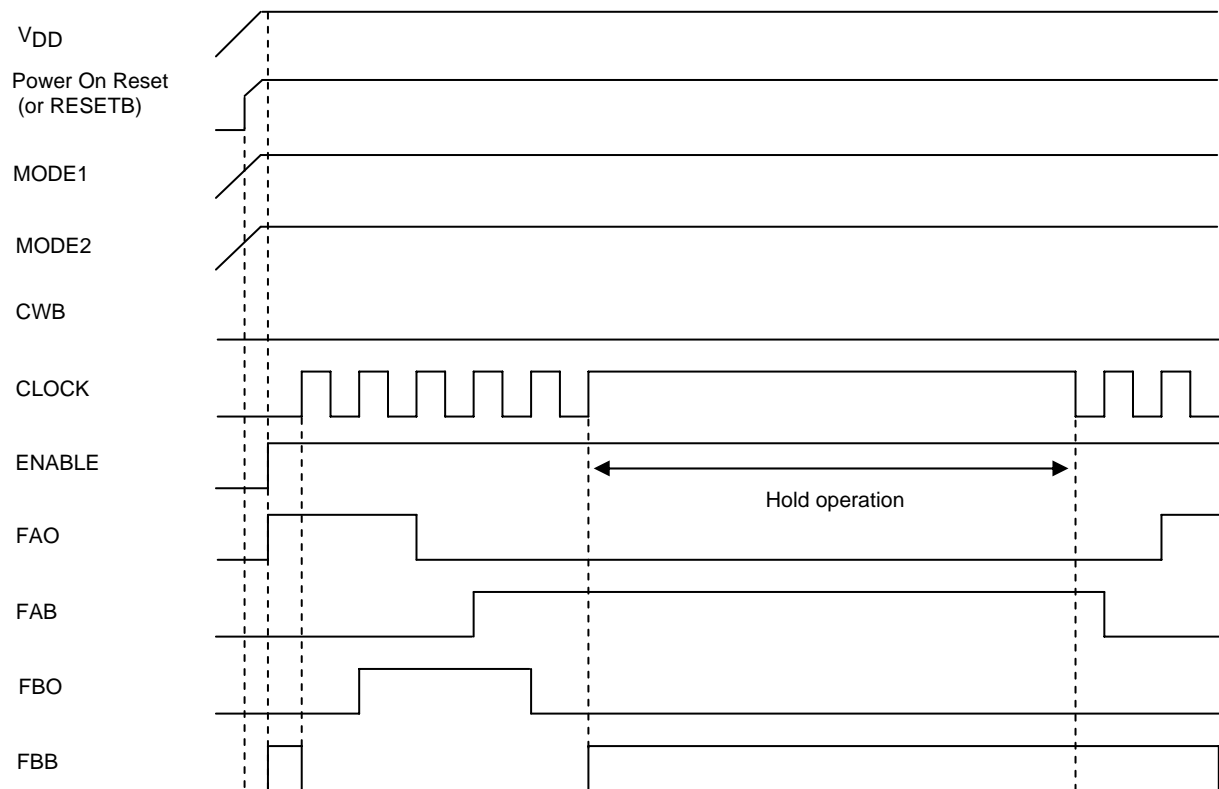 VDD
Power On Reset
(or RESETB)
MODE1
MODE2
CWB
CLOCK
ENABLE
Hold operation
FAO
FAB
FBO
FBB